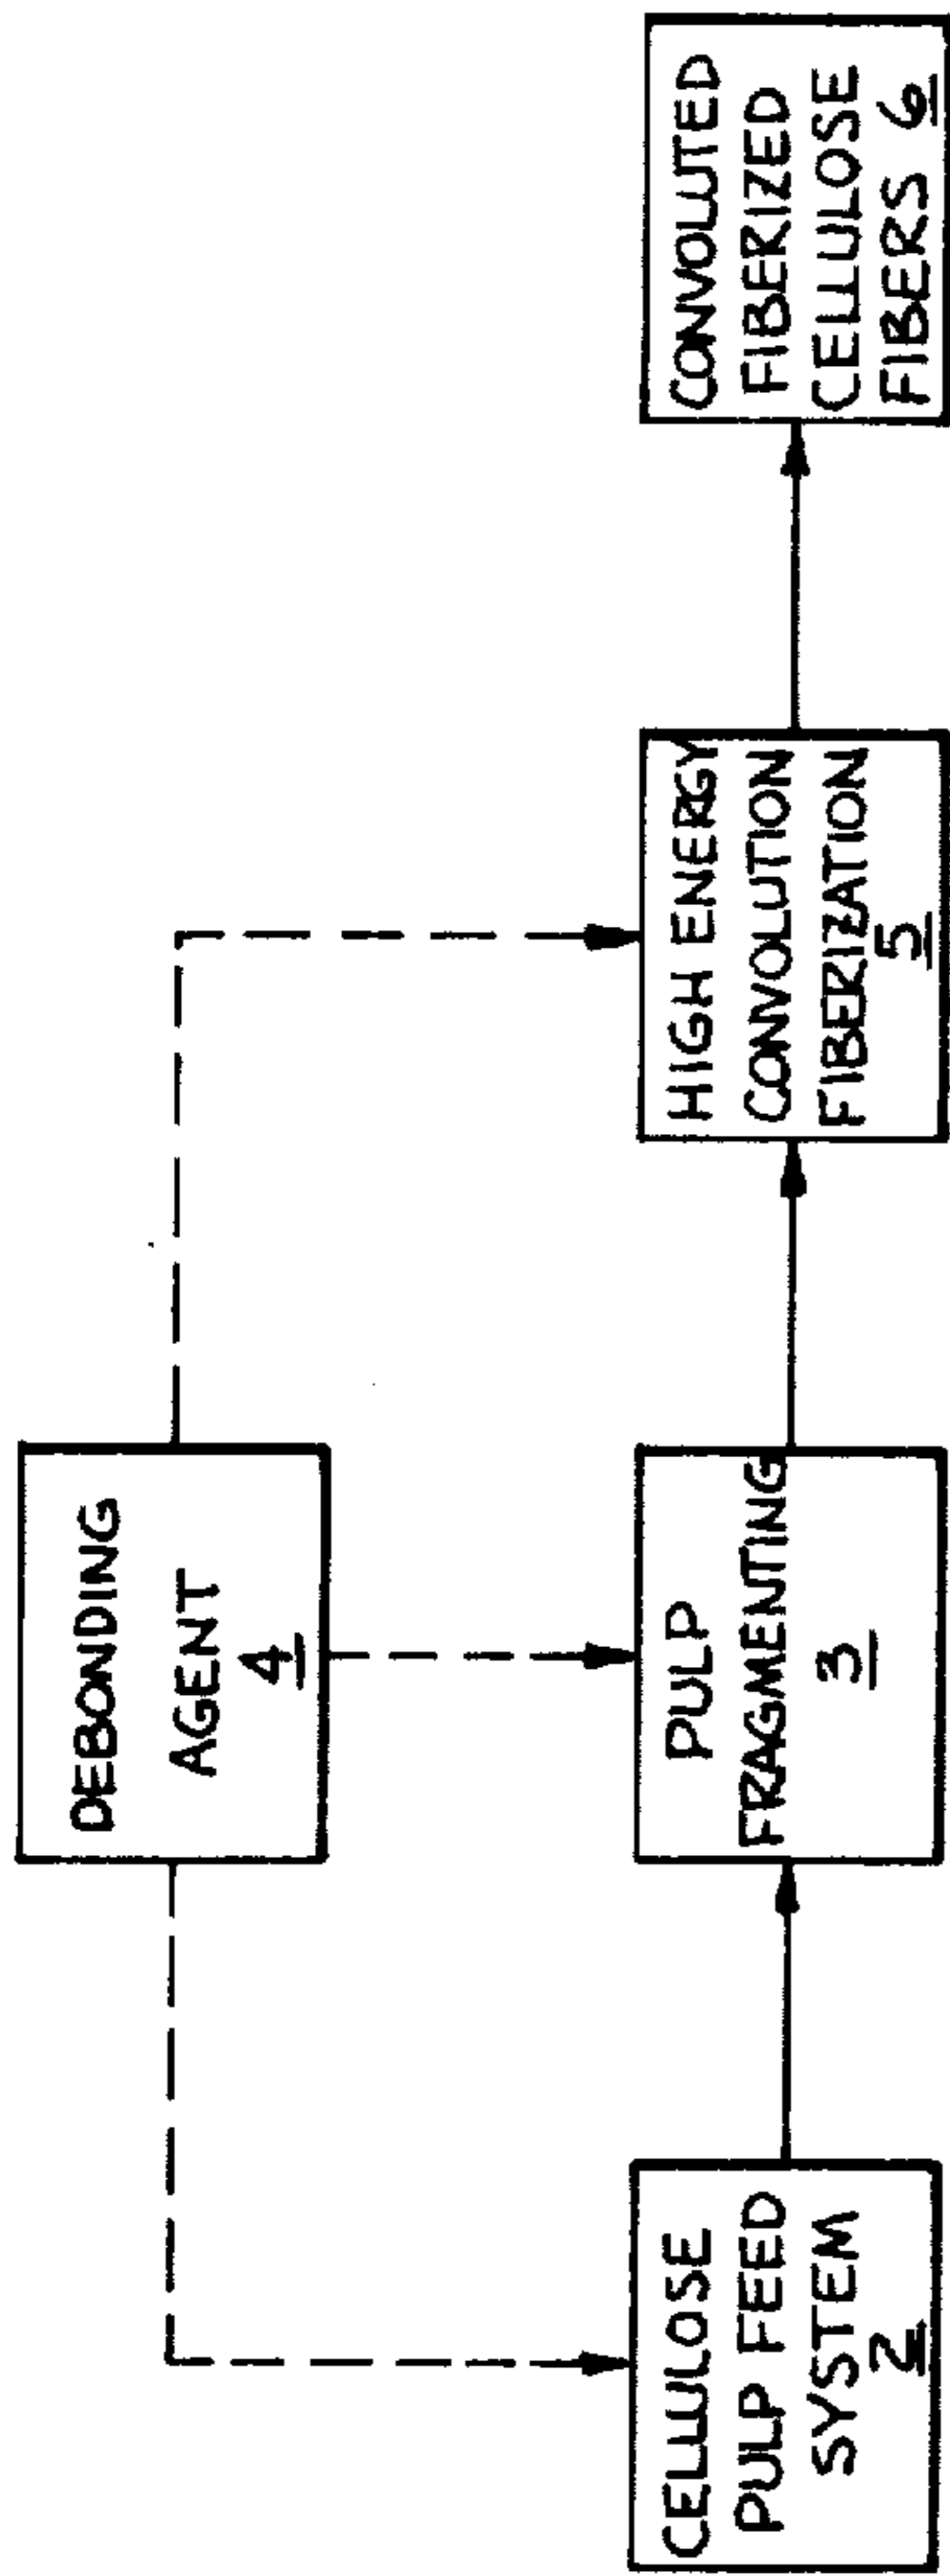 DEBONDING
AGENT
4
CELLULOSE
PULP FEED
SYSTEM
2
PULP
FRAGMENTING
3
HIGH ENERGY
CONVOLUTION
FIBERIZATION
5
CONVOLUTED
FIBERIZED
CELLULOSE
FIBERS 6